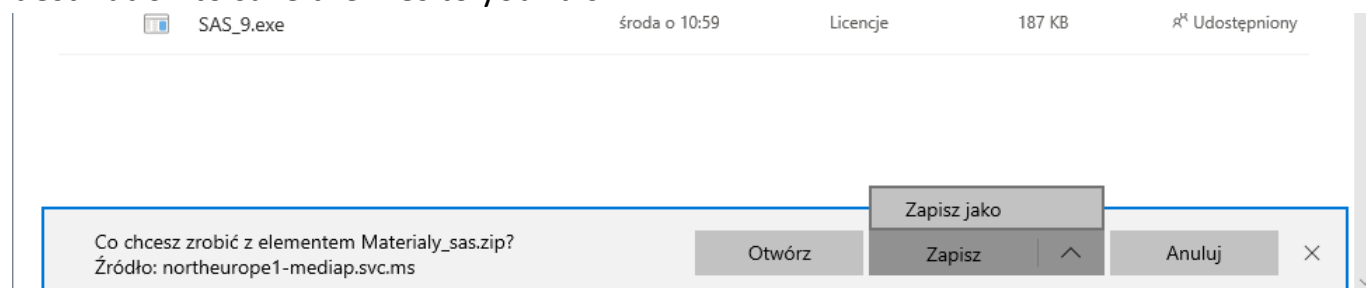 SAS_9.exe środa o 10:59 Licencje 187 KB Udostępniony
Zapisz jako
Co chcesz zrobić z elementem Materialy_sas.zip? Otwórz Zapisz Anuluj
Źródło: northeurope1-mediap.svc.ms